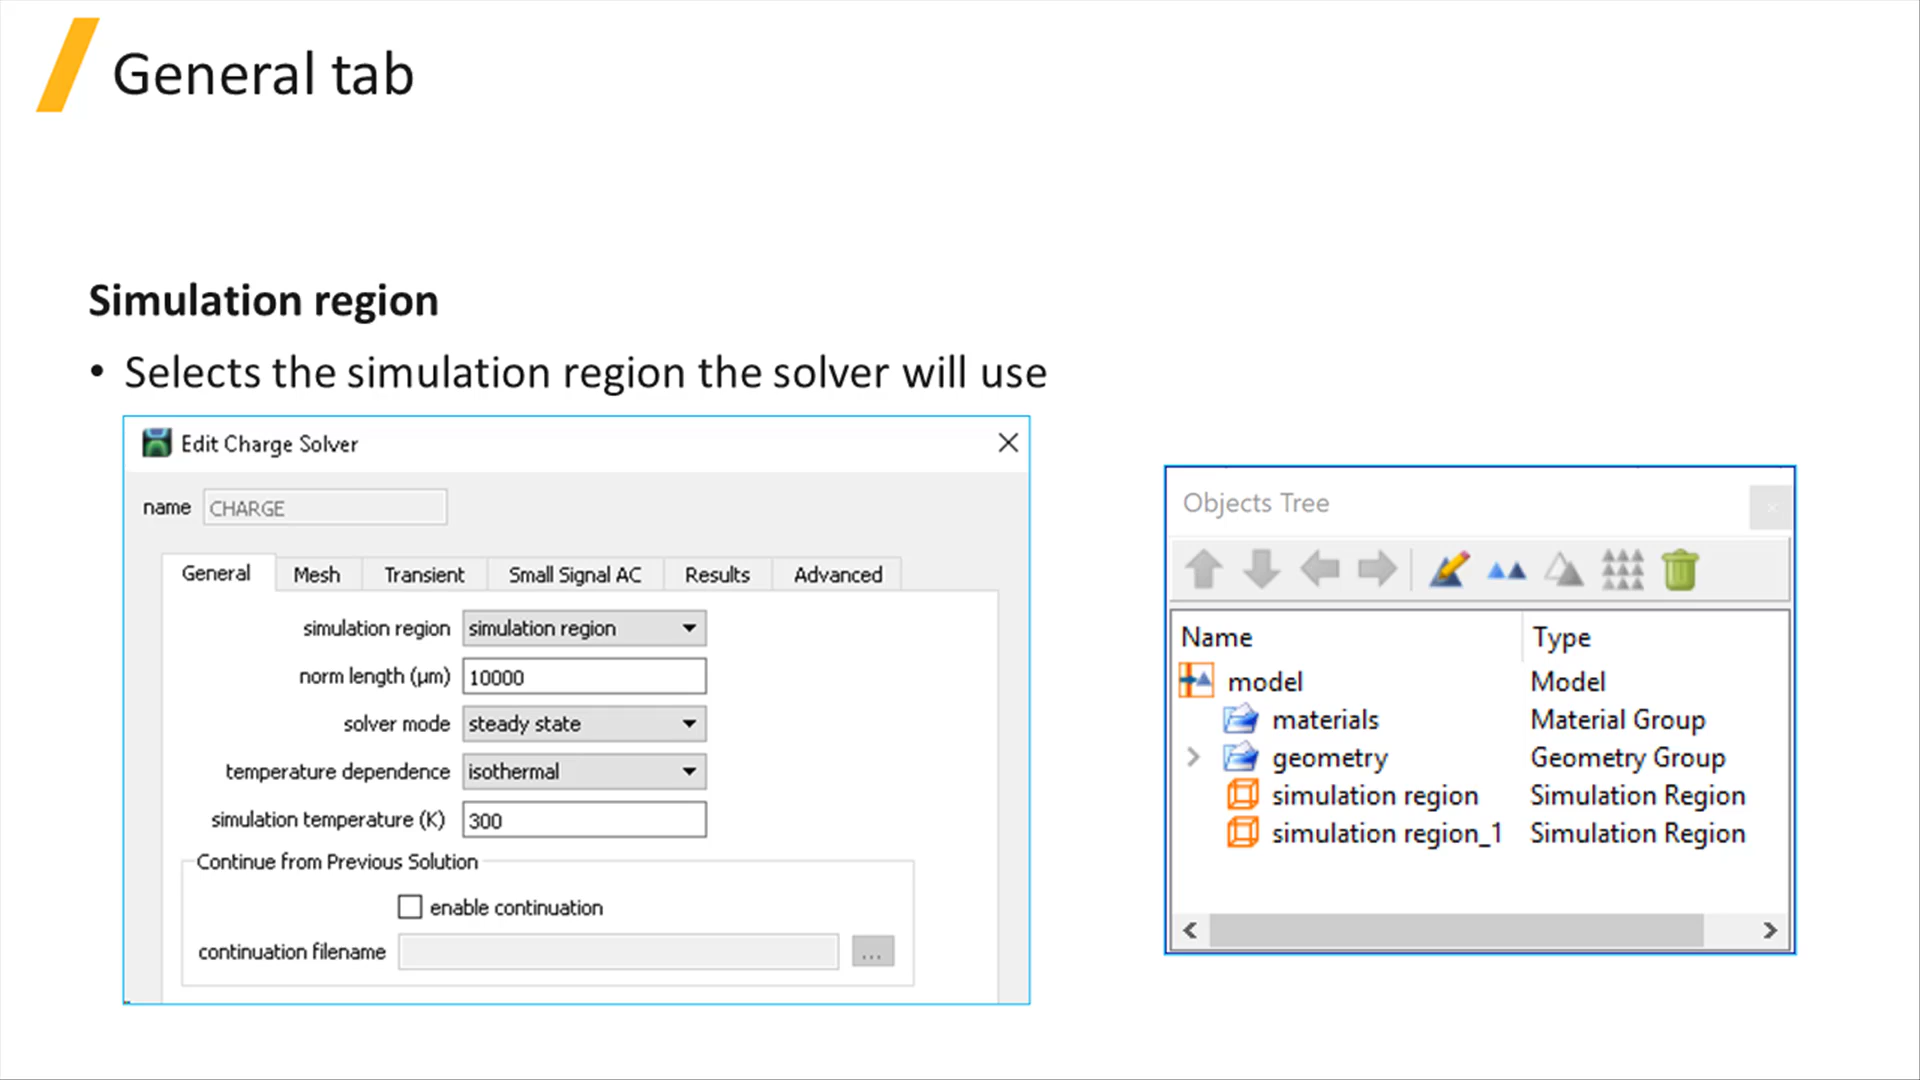 General tab
Simulation region
• Selects the simulation region the solver will use
Edit Charge Solver
name CHARGE
General Mesh Transient Small Signal AC Results Advanced
simulation region simulation region
norm length (µm) 10000
solver mode steady state
temperature dependence isothermal
simulation temperature (K) 300
Continue from Previous Solution
enable continuation
continuation filename ...
Objects Tree
Name Type
model Model
materials Material Group
geometry Geometry Group
simulation region Simulation Region
simulation region_1 Simulation Region